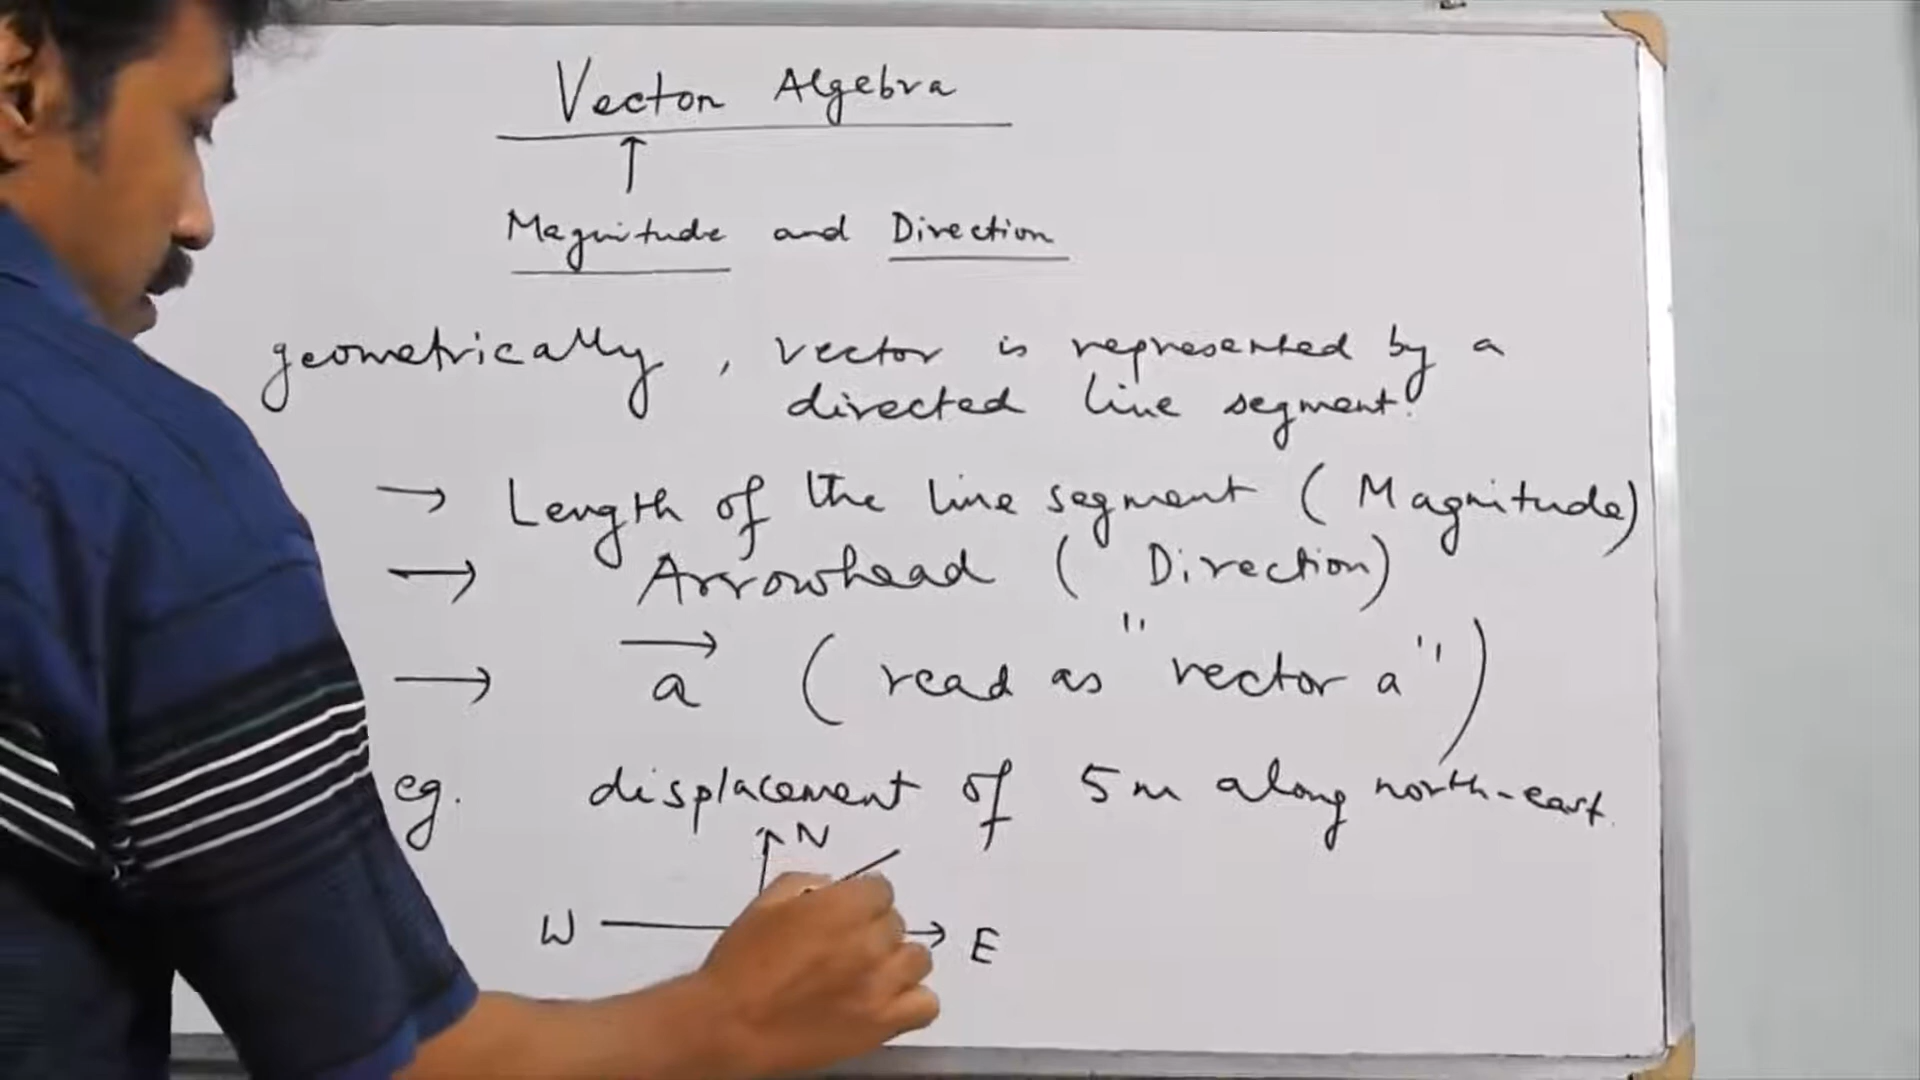 Vector Algebra
↑
Magnitude and Direction
geometrically, vector is represented by a
directed line segment.
→ Length of the line segment (Magnitude)
→ Arrowhead (Direction)
→ a⃗ (read as "vector a")
eg. displacement of 5m along north-east.
N
W E